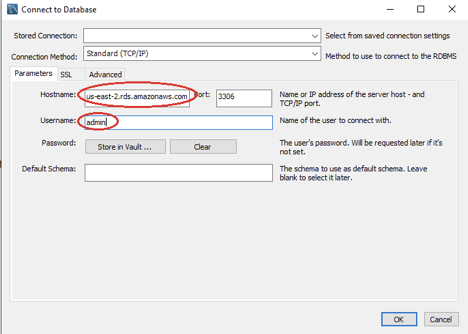 Connect to Database
Stored Connection: Select from saved connection settings
Connection Method: Standard (TCP/IP) Method to use to connect to the RDBMS
Parameters SSL Advanced
Hostname: us-east-2.rds.amazonaws.com Port: 3306 Name or IP address of the server host - and
TCP/IP port.
Username: admin Name of the user to connect with.
Password: Store in Vault ... Clear The user's password. Will be requested later if it's
not set.
Default Schema: The schema to use as default schema. Leave
blank to select it later.
OK Cancel